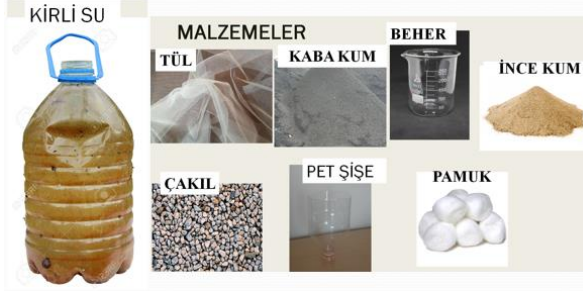 KİRLİ SU
MALZEMELER
TÜL
KABA KUM
BEHER
İNCE KUM
ÇAKIL
PET ŞİŞE
PAMUK